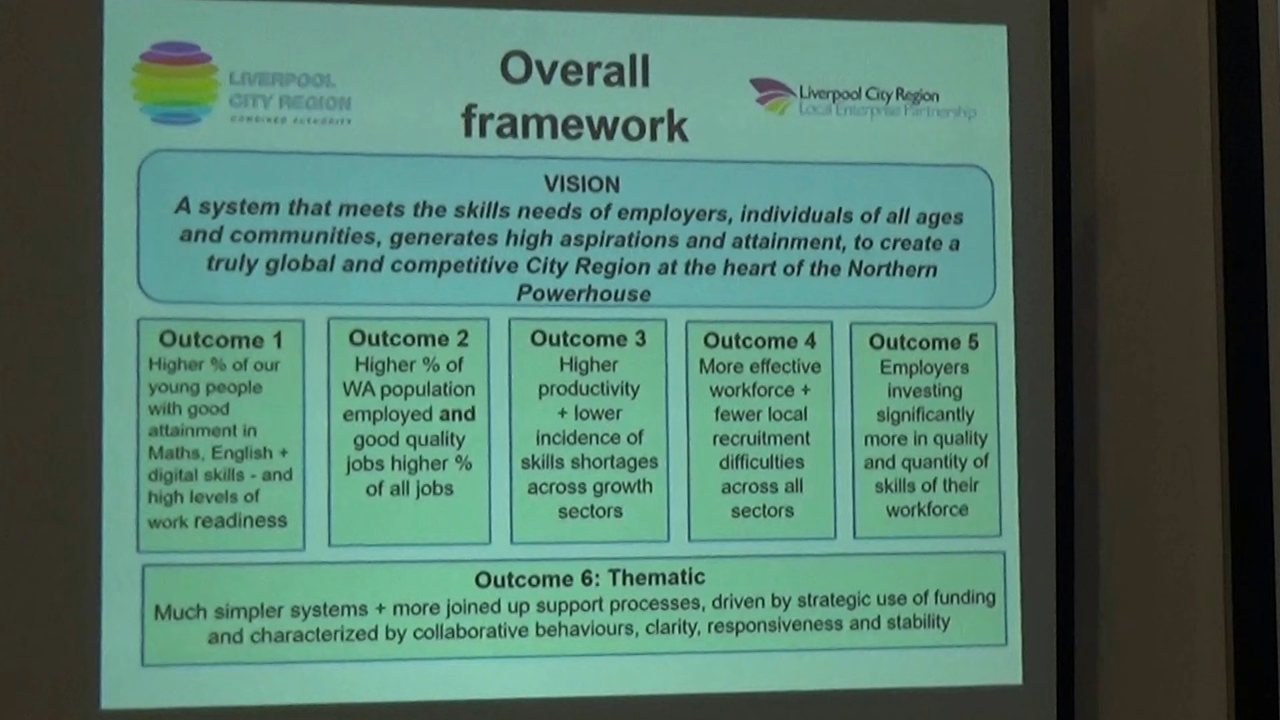 LIVERPOOL
CITY REGION
COMBINED AUTHORITY
Overall
framework
Liverpool City Region
Local Enterprise Partnership
VISION
A system that meets the skills needs of employers, individuals of all ages
and communities, generates high aspirations and attainment, to create a
truly global and competitive City Region at the heart of the Northern
Powerhouse
Outcome 1
Higher % of our
young people
with good
attainment in
Maths, English +
digital skills - and
high levels of
work readiness
Outcome 2
Higher % of
WA population
employed and
good quality
jobs higher %
of all jobs
Outcome 3
Higher
productivity
+ lower
incidence of
skills shortages
across growth
sectors
Outcome 4
More effective
workforce +
fewer local
recruitment
difficulties
across all
sectors
Outcome 5
Employers
investing
significantly
more in quality
and quantity of
skills of their
workforce
Outcome 6: Thematic
Much simpler systems + more joined up support processes, driven by strategic use of funding
and characterized by collaborative behaviours, clarity, responsiveness and stability